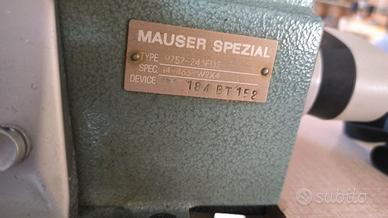 MAUSER SPEZIAL
TYPE
SPEC.
DEVICE 184 BT 152
subito